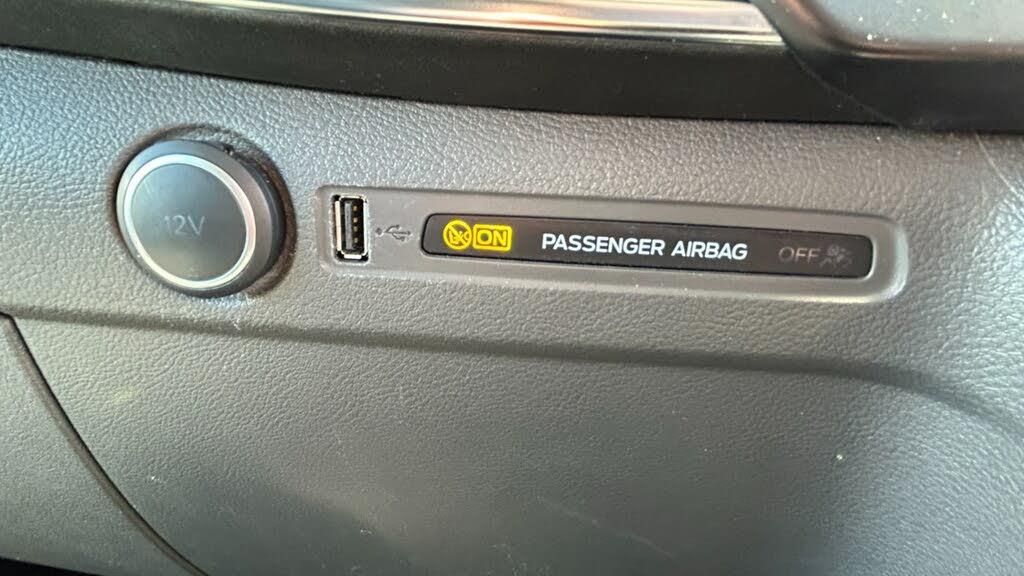 12V
ON PASSENGER AIRBAG OFF